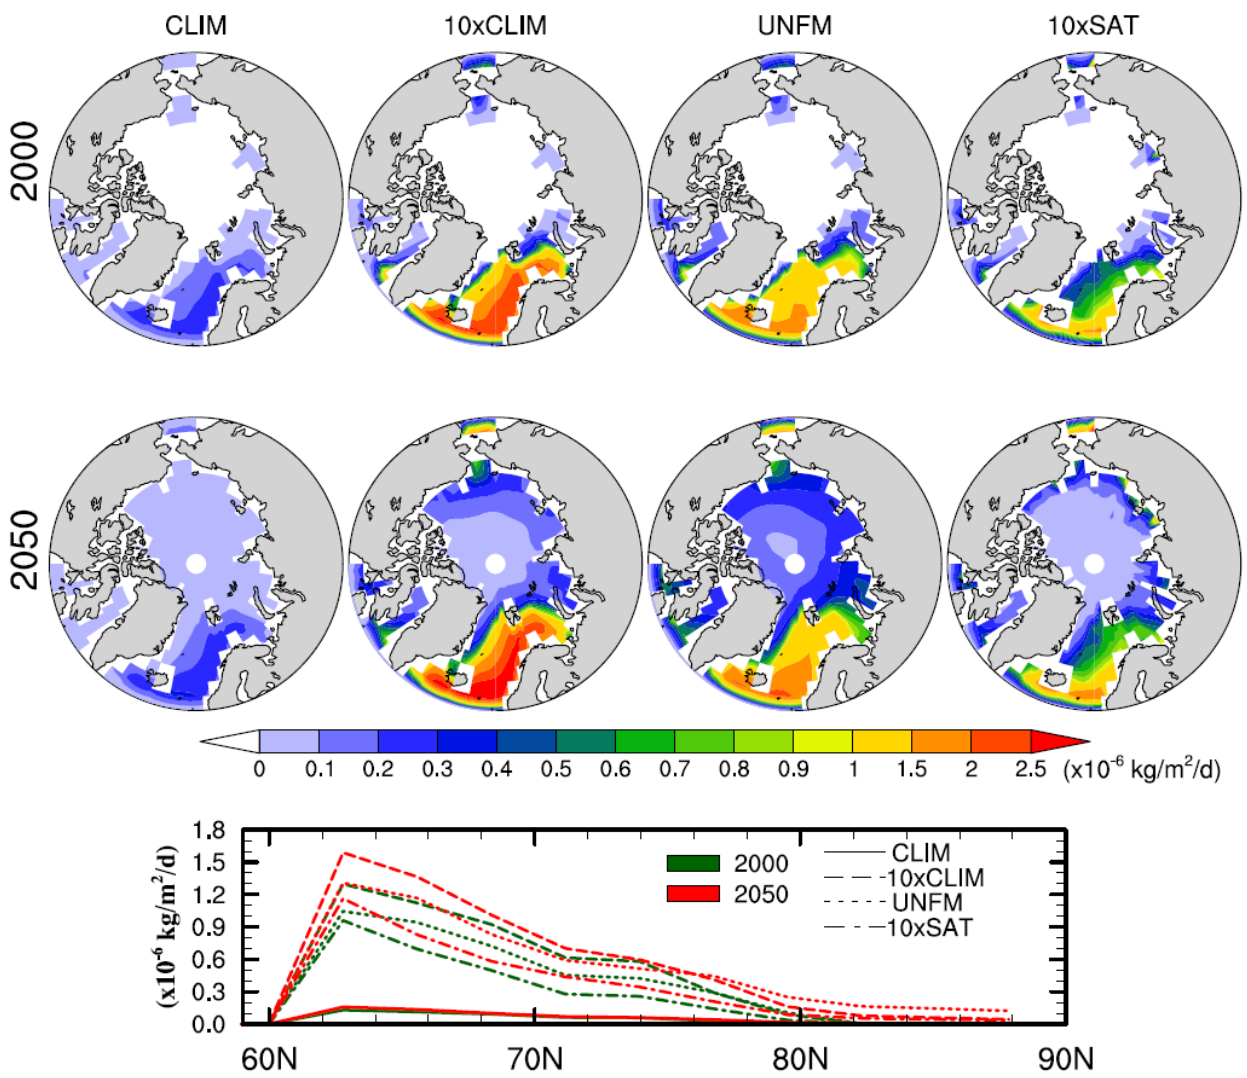 CLIM 10xCLIM UNFM 10xSAT
2000
2050
0 0.1 0.2 0.3 0.4 0.5 0.6 0.7 0.8 0.9 1 1.5 2 2.5 (x10⁻⁶ kg/m²/d)
(x10⁻⁶ kg/m²/d)
1.8
1.5
1.2
0.9
0.6
0.3
0.0
2000
2050
CLIM
10xCLIM
UNFM
10xSAT
60N 70N 80N 90N